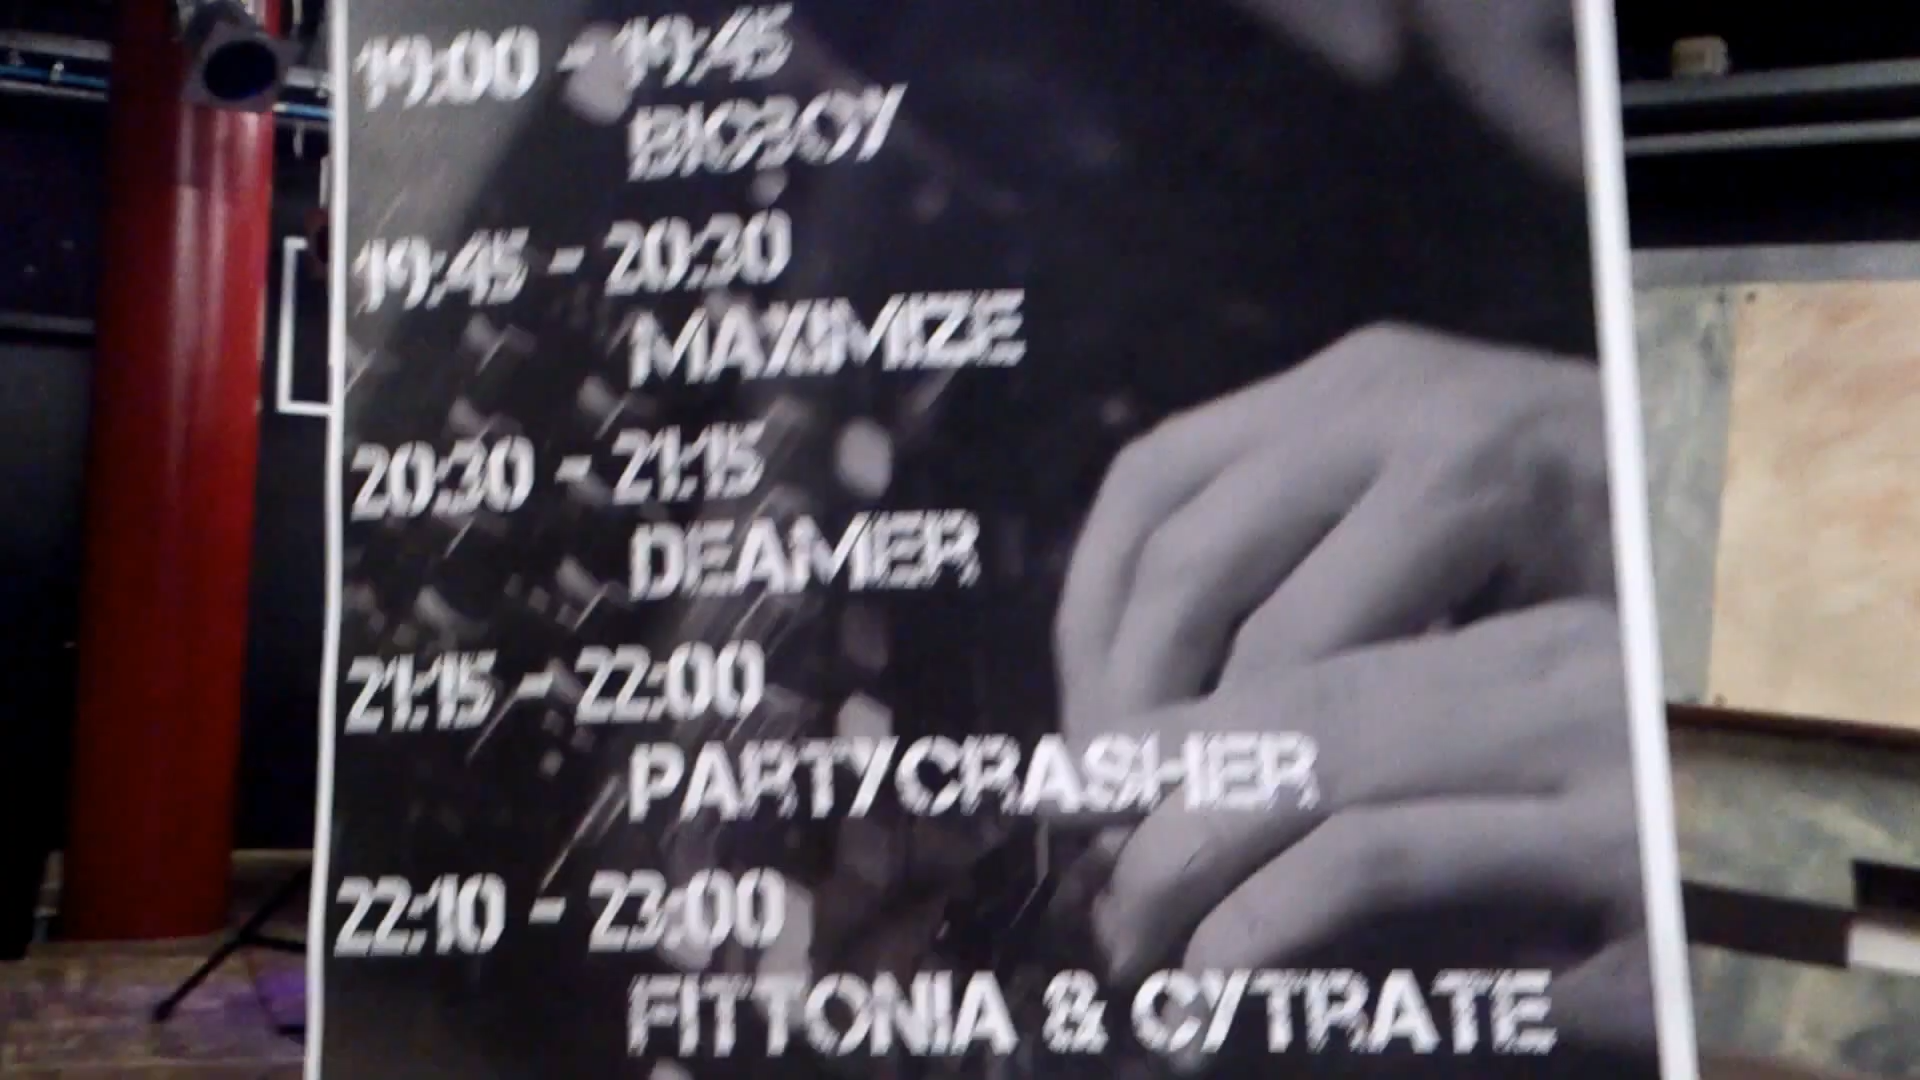 19:00 - 19:45
BIGBOY
19:45 - 20:30
MAXIMIZE
20:30 - 21:15
DEAMER
21:15 - 22:00
PARTYCRASHER
22:10 - 23:00
FITTONIA & CYTRATE